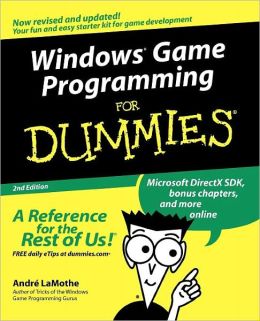 Now revised and updated!
Your fun and easy starter kit for game development
Windows® Game
Programming
FOR
DUMMIES®
2nd Edition
Microsoft DirectX SDK,
bonus chapters,
and more
online
A Reference
for the
Rest of Us!®
FREE daily eTips at dummies.com®
André LaMothe
Author of Tricks of the Windows
Game Programming Gurus